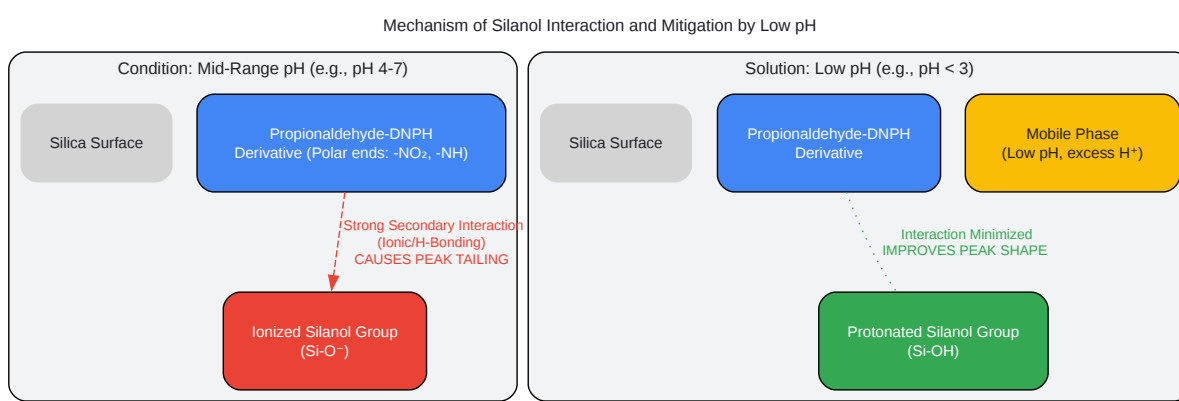 Mechanism of Silanol Interaction and Mitigation by Low pH
Condition: Mid-Range pH (e.g., pH 4-7)
Silica Surface
Propionaldehyde-DNPH
Derivative (Polar ends: -NO₂, -NH)
Strong Secondary Interaction
(Ionic/H-Bonding)
CAUSES PEAK TAILING
Ionized Silanol Group
(Si-O⁻)
Solution: Low pH (e.g., pH < 3)
Silica Surface
Propionaldehyde-DNPH
Derivative
Mobile Phase
(Low pH, excess H⁺)
Interaction Minimized
IMPROVES PEAK SHAPE
Protonated Silanol Group
(Si-OH)